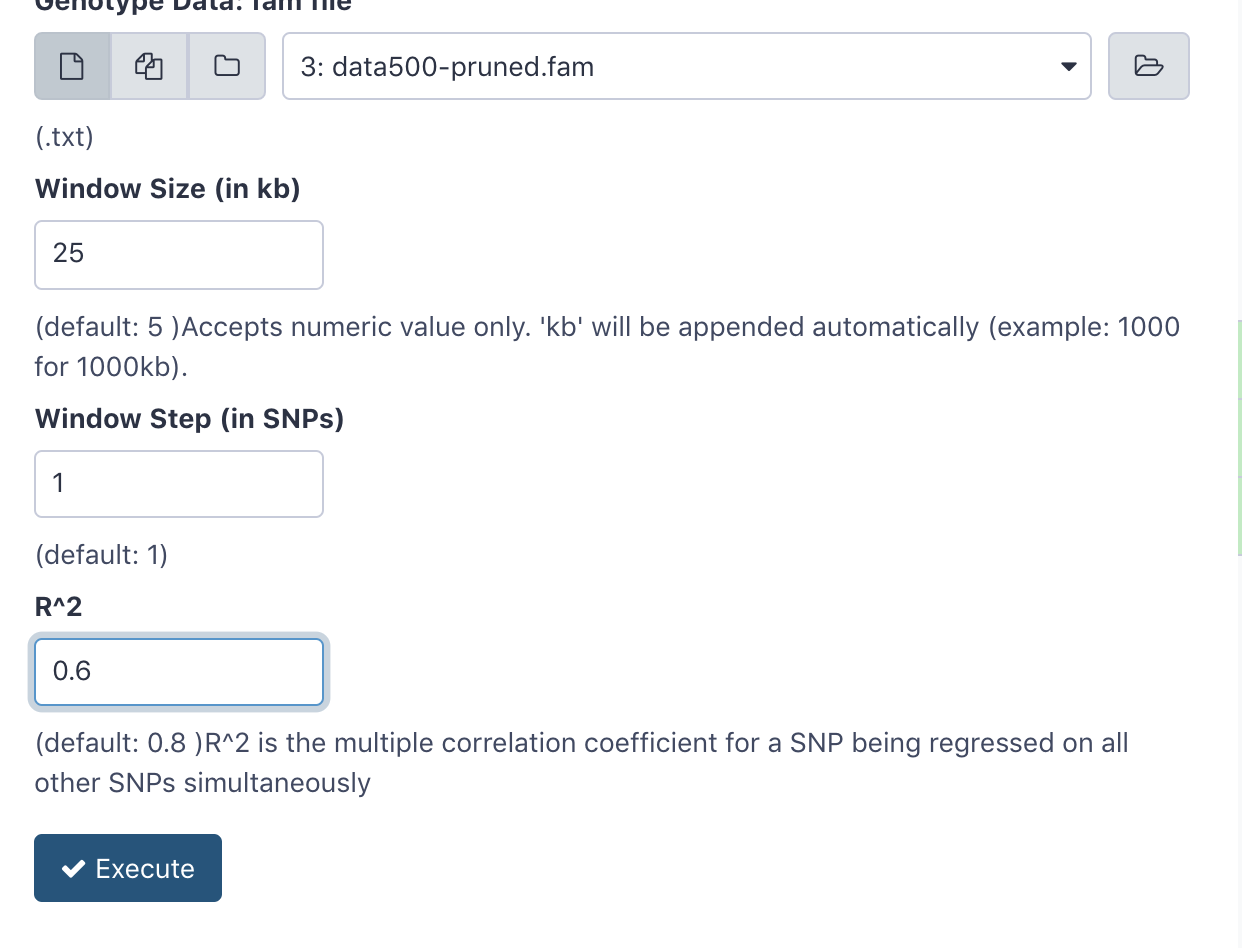 Genotype Data: fam file
3: data500-pruned.fam
(.txt)
Window Size (in kb)
25
(default: 5 )Accepts numeric value only. 'kb' will be appended automatically (example: 1000
for 1000kb).
Window Step (in SNPs)
1
(default: 1)
R^2
0.6
(default: 0.8 )R^2 is the multiple correlation coefficient for a SNP being regressed on all
other SNPs simultaneously
Execute